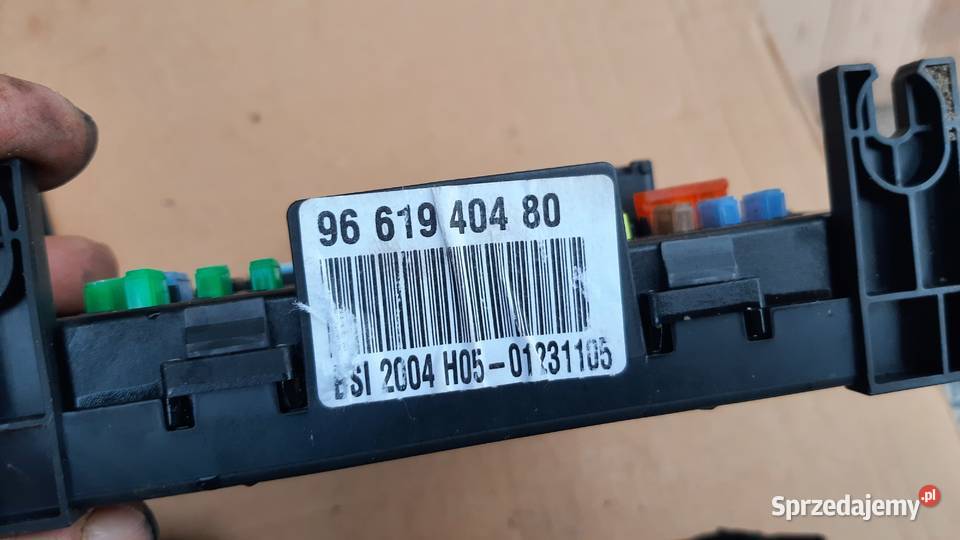 96 619 404 80
BSI 2004 H05-01231105
Sprzedajemy.pl